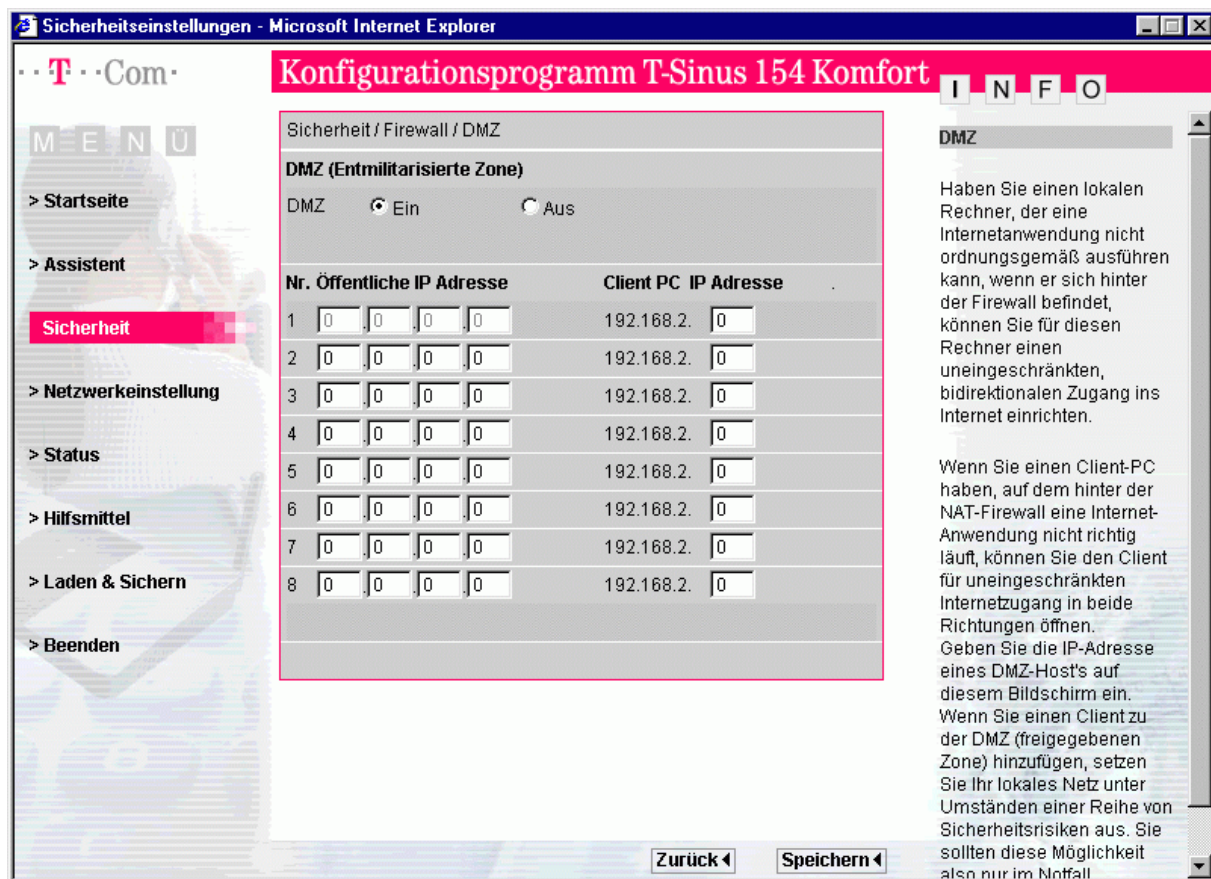 Sicherheitseinstellungen - Microsoft Internet Explorer
· · T · · Com ·
Konfigurationsprogramm T-Sinus 154 Komfort
I N F O
M E N Ü
> Startseite
> Assistent
Sicherheit
> Netzwerkeinstellung
> Status
> Hilfsmittel
> Laden & Sichern
> Beenden
Sicherheit / Firewall / DMZ
DMZ (Entmilitarisierte Zone)
DMZ Ein Aus
Nr. Öffentliche IP Adresse Client PC IP Adresse .
1 0 . 0 . 0 . 0 192.168.2. 0
2 0 . 0 . 0 . 0 192.168.2. 0
3 0 . 0 . 0 . 0 192.168.2. 0
4 0 . 0 . 0 . 0 192.168.2. 0
5 0 . 0 . 0 . 0 192.168.2. 0
6 0 . 0 . 0 . 0 192.168.2. 0
7 0 . 0 . 0 . 0 192.168.2. 0
8 0 . 0 . 0 . 0 192.168.2. 0
Zurück Speichern
DMZ
Haben Sie einen lokalen
Rechner, der eine
Internetanwendung nicht
ordnungsgemäß ausführen
kann, wenn er sich hinter
der Firewall befindet,
können Sie für diesen
Rechner einen
uneingeschränkten,
bidirektionalen Zugang ins
Internet einrichten.
Wenn Sie einen Client-PC
haben, auf dem hinter der
NAT-Firewall eine Internet-
Anwendung nicht richtig
läuft, können Sie den Client
für uneingeschränkten
Internetzugang in beide
Richtungen öffnen.
Geben Sie die IP-Adresse
eines DMZ-Host's auf
diesem Bildschirm ein.
Wenn Sie einen Client zu
der DMZ (freigegebenen
Zone) hinzufügen, setzen
Sie Ihr lokales Netz unter
Umständen einer Reihe von
Sicherheitsrisiken aus. Sie
sollten diese Möglichkeit
also nur im Notfall